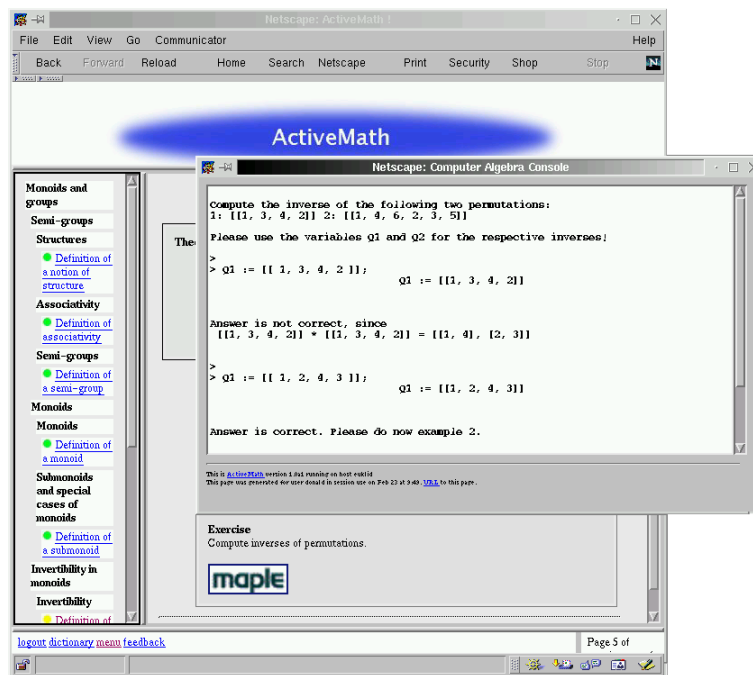 Netscape: ActiveMath !
File Edit View Go Communicator Help
Back Forward Reload Home Search Netscape Print Security Shop Stop N
ActiveMath
Monoids and
groups
Semi-groups
Structures
Definition of
a notion of
structure
Associativity
Definition of
associativity
Semi-groups
Definition of
a semi-group
Monoids
Monoids
Definition of
a monoid
Submonoids
and special
cases of
monoids
Definition of
a submonoid
Invertibility in
monoids
Invertibility
Definition of
The
Netscape: Computer Algebra Console
Compute the inverse of the following two permutations:
1: [[1, 3, 4, 2]] 2: [[1, 4, 6, 2, 3, 5]]
Please use the variables Q1 and Q2 for the respective inverses!
>
> Q1 := [[ 1, 3, 4, 2 ]];
Q1 := [[1, 3, 4, 2]]
Answer is not correct, since
[[1, 3, 4, 2]] * [[1, 3, 4, 2]] = [[1, 4], [2, 3]]
>
> Q1 := [[ 1, 2, 4, 3 ]];
Q1 := [[1, 2, 4, 3]]
Answer is correct. Please do now example 2.
This is ActiveMath version running on host euklid
This page was generated for user donald in session use on Feb 23 at 9:49. URL to this page.
Exercise
Compute inverses of permutations.
maple
logout dictionary menu feedback
Page 5 of